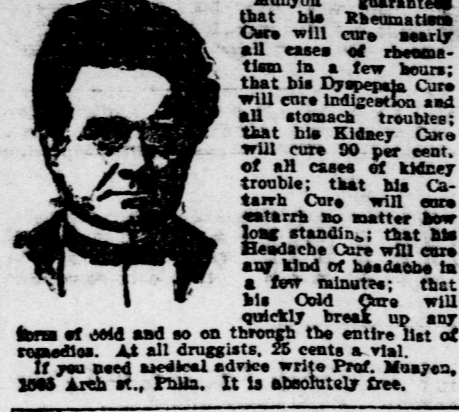 Munyon guarantees
that his Rheumatism
Cure will cure nearly
all cases of rheuma-
tism in a few hours;
that his Dyspepsia Cure
will cure indigestion and
all stomach troubles;
that his Kidney Cure
will cure 90 per cent.
of all cases of kidney
trouble; that his Ca-
tarrh Cure will cure
catarrh no matter how
long standing; that his
Headache Cure will cure
any kind of headache in
a few minutes; that
his Cold Cure will
quickly break up any
form of cold and so on through the entire list of
remedies. At all druggists, 25 cents a vial.
If you need medical advice write Prof. Munyon,
1505 Arch st., Phila. It is absolutely free.